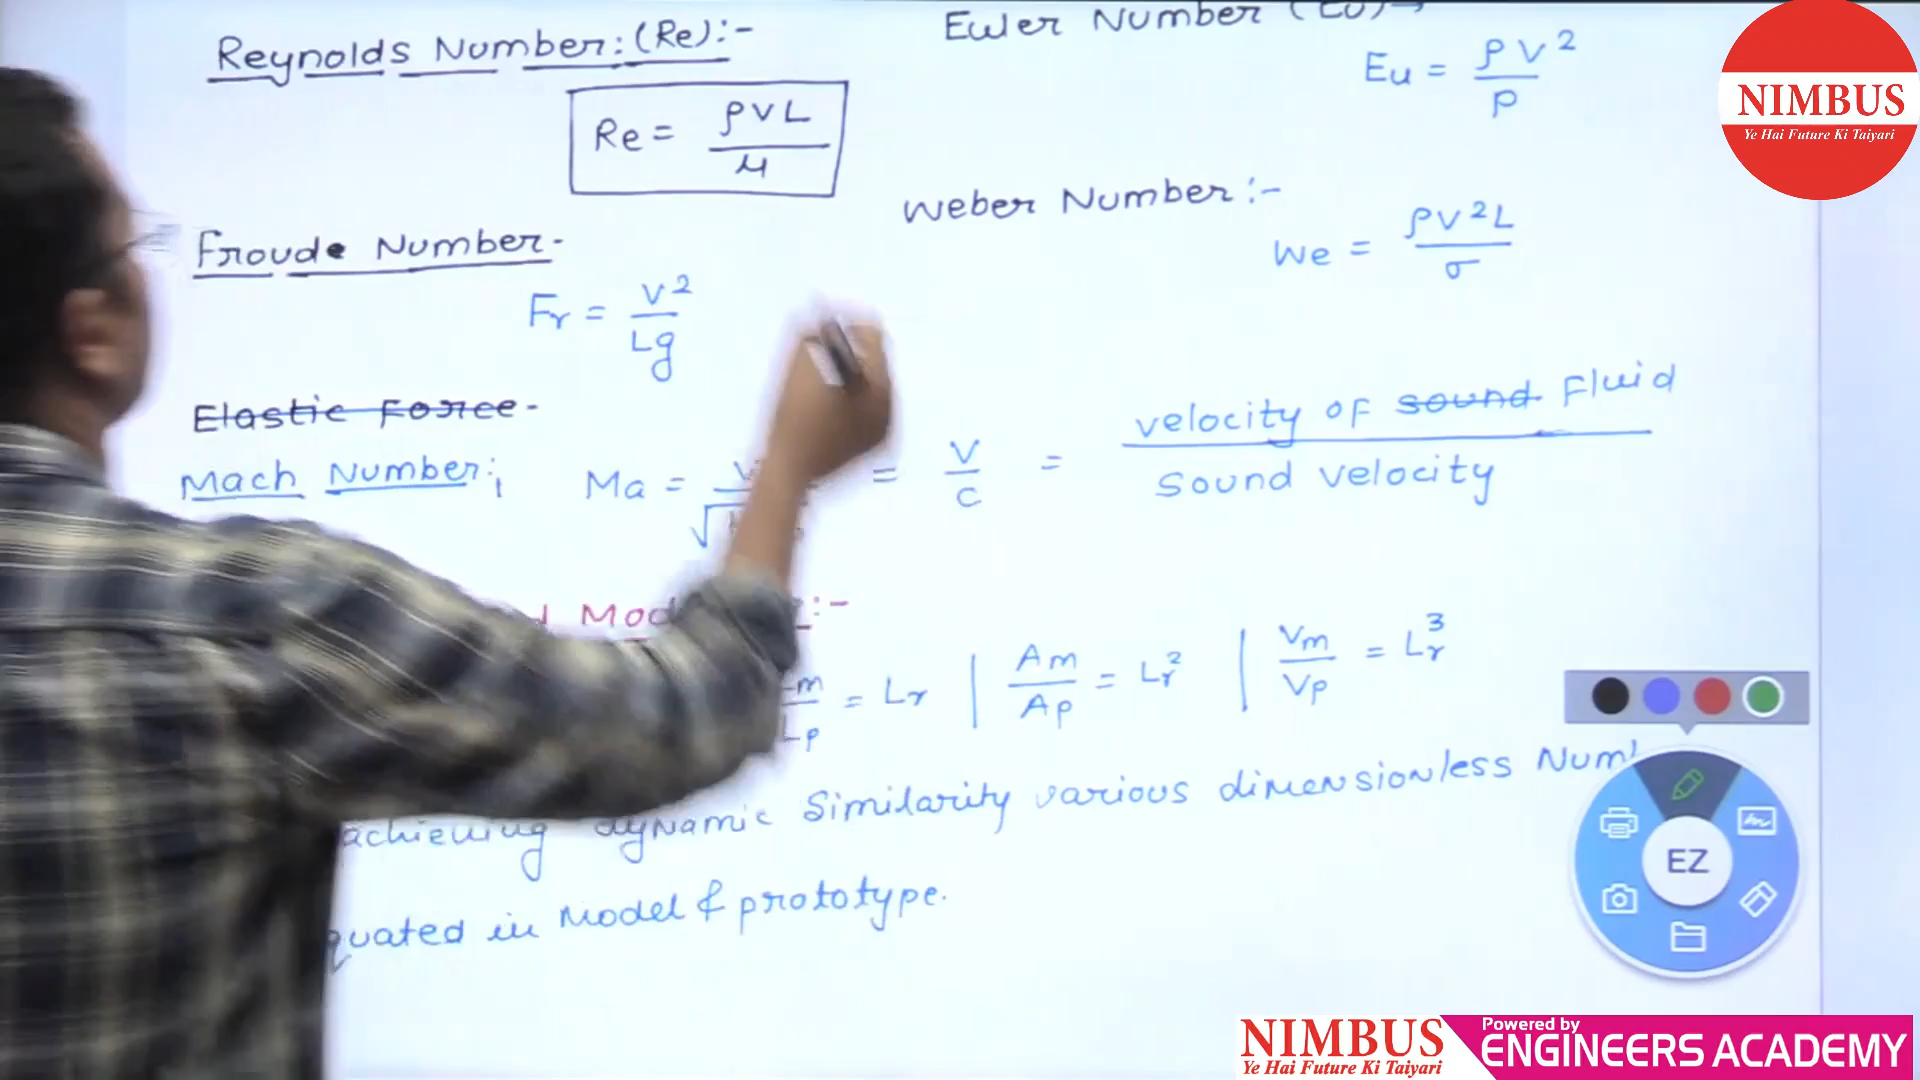 Reynolds Number:(Re):-
Re = ρVL / μ
Froude Number-
Fr = V² / Lg
Elastic Force-
Mach Number;
Ma =
= V / C = velocity of sound Fluid / Sound velocity
Euler Number (Eu)→
Eu = ρV² / P
Weber Number:-
We = ρV²L / σ
:-
= Lr | Am / Ap = Lr² | Vm / Vp = Lr³
achieving dynamic Similarity various dimensionless
in Model & prototype.
EZ
NIMBUS
Ye Hai Future Ki Taiyari
NIMBUS
Ye Hai Future Ki Taiyari
Powered by
ENGINEERS ACADEMY